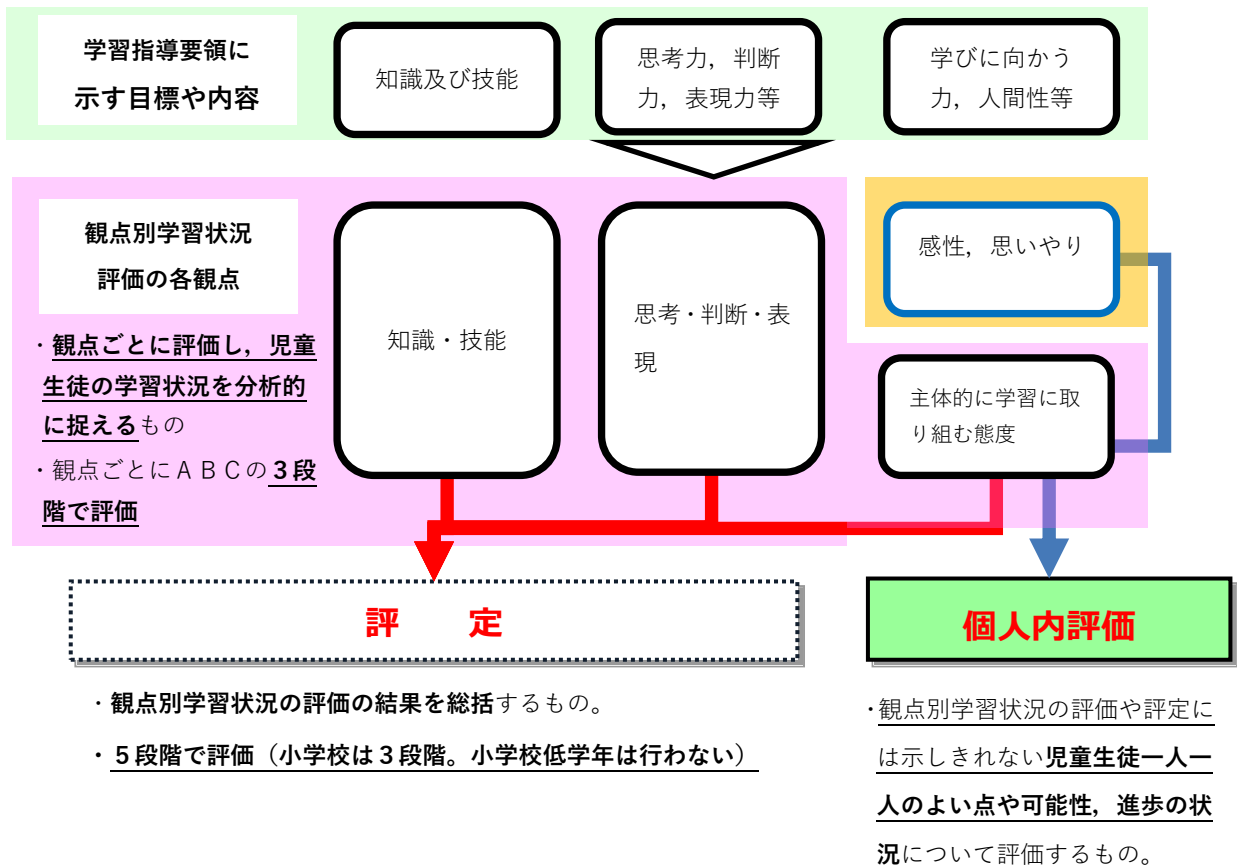 学習指導要領に
示す目標や内容
知識及び技能
思考力，判断
力，表現力等
学びに向かう
力，人間性等
観点別学習状況
評価の各観点
・観点ごとに評価し，児童
生徒の学習状況を分析的
に捉えるもの
・観点ごとにＡＢＣの３段
階で評価
知識・技能
思考・判断・表
現
感性，思いやり
主体的に学習に取
り組む態度
評　定
・観点別学習状況の評価の結果を総括するもの。
・５段階で評価（小学校は３段階。小学校低学年は行わない）
個人内評価
・観点別学習状況の評価や評定に
は示しきれない児童生徒一人一
人のよい点や可能性，進歩の状
況について評価するもの。